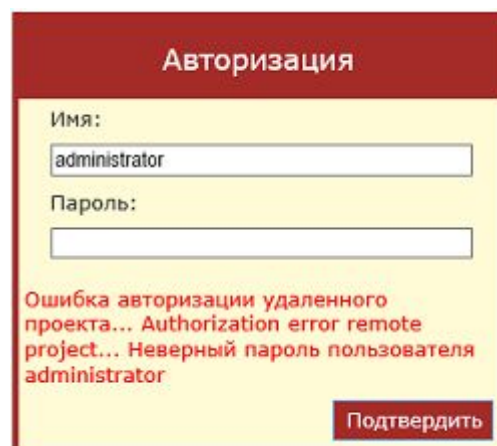 Авторизация
Имя:
administrator
Пароль:
Ошибка авторизации удаленного
проекта... Authorization error remote
project... Неверный пароль пользователя
administrator
Подтвердить